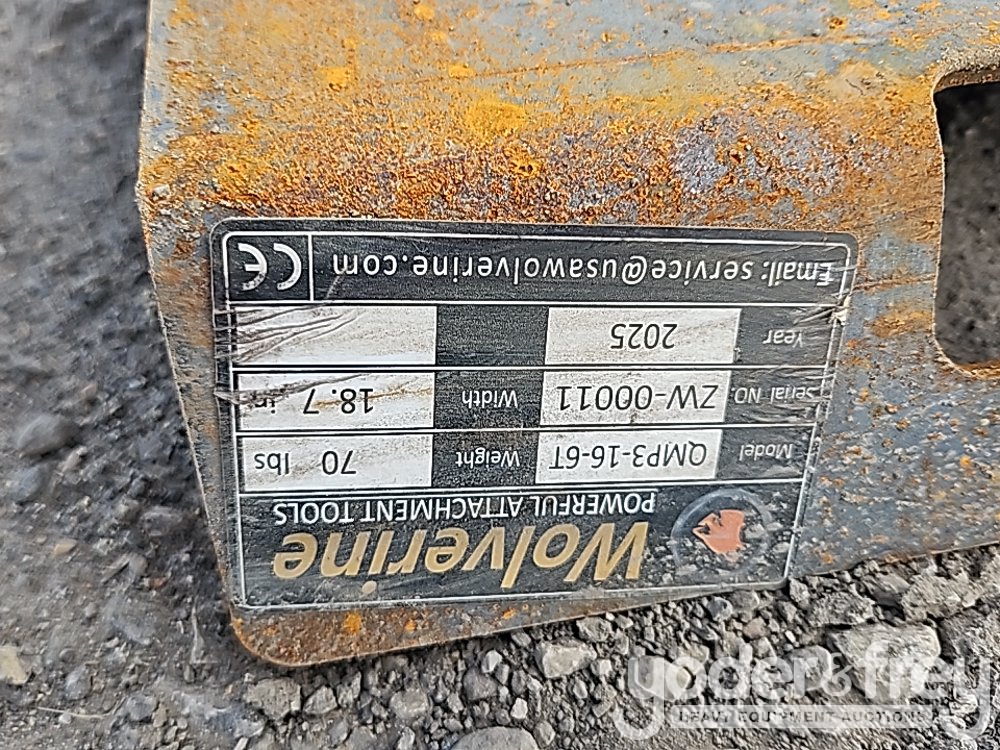 Wolverine
POWERFUL ATTACHMENT TOOLS
Model QMP3-16-6T Weight 70 lbs
Serial NO. ZW-00011 Width 18.7 in
Year 2025
Email: service@usawolverine.com CE
yoder&frey
HEAVY EQUIPMENT AUCTIONS